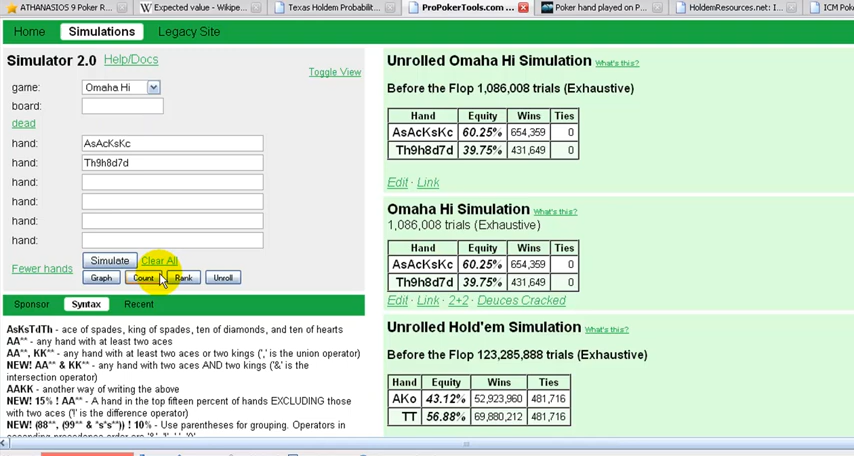 ATHANASIOS 9 Poker R...
Expected value - Wikipe...
Texas Holdem Probabilit...
ProPokerTools.com ...
Poker hand played on P...
HoldemResources.net: I...
ICM Poke
Home
Simulations
Legacy Site
Simulator 2.0
Help/Docs
Toggle View
game:
Omaha Hi
board:
dead
hand:
AsAcKsKc
hand:
Th9h8d7d
hand:
hand:
hand:
hand:
Simulate
Clear All
Fewer hands
Graph
Count
Rank
Unroll
Sponsor
Syntax
Recent
AsKsTdTh - ace of spades, king of spades, ten of diamonds, and ten of hearts
AA** - any hand with at least two aces
AA**, KK** - any hand with at least two aces or two kings (',' is the union operator)
NEW! AA** & KK** - any hand with two aces AND two kings ('&' is the
intersection operator)
AAKK - another way of writing the above
NEW! 15% ! AA** - A hand in the top fifteen percent of hands EXCLUDING those
with two aces ('!' is the difference operator)
NEW! (88**, (99** & *s*s**)) ! 10% - Use parentheses for grouping. Operators in
Unrolled Omaha Hi Simulation What's this?
Before the Flop 1,086,008 trials (Exhaustive)
Hand Equity Wins Ties
AsAcKsKc 60.25% 654,359 0
Th9h8d7d 39.75% 431,649 0
Edit · Link
Omaha Hi Simulation What's this?
1,086,008 trials (Exhaustive)
Hand Equity Wins Ties
AsAcKsKc 60.25% 654,359 0
Th9h8d7d 39.75% 431,649 0
Edit · Link · 2+2 · Deuces Cracked
Unrolled Hold'em Simulation What's this?
Before the Flop 123,285,888 trials (Exhaustive)
Hand Equity Wins Ties
AKo 43.12% 52,923,960 481,716
TT 56.88% 69,880,212 481,716